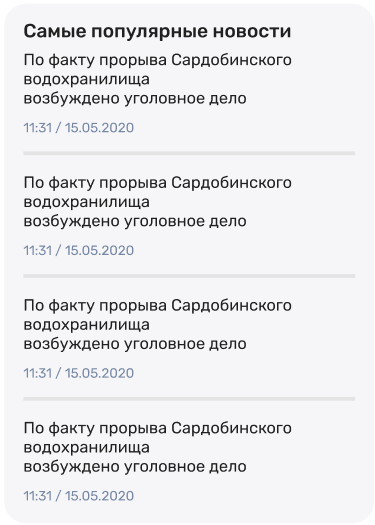 Самые популярные новости
По факту прорыва Сардобинского
водохранилища
возбуждено уголовное дело
11:31 / 15.05.2020
По факту прорыва Сардобинского
водохранилища
возбуждено уголовное дело
11:31 / 15.05.2020
По факту прорыва Сардобинского
водохранилища
возбуждено уголовное дело
11:31 / 15.05.2020
По факту прорыва Сардобинского
водохранилища
возбуждено уголовное дело
11:31 / 15.05.2020